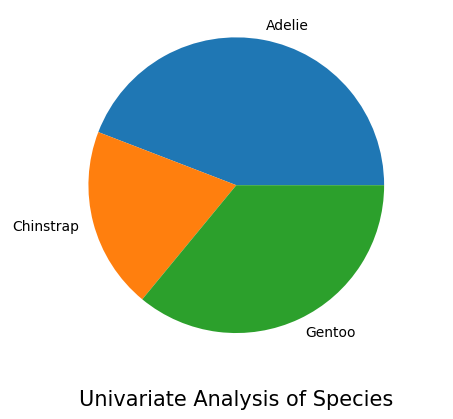 Adelie
Chinstrap
Gentoo
Univariate Analysis of Species